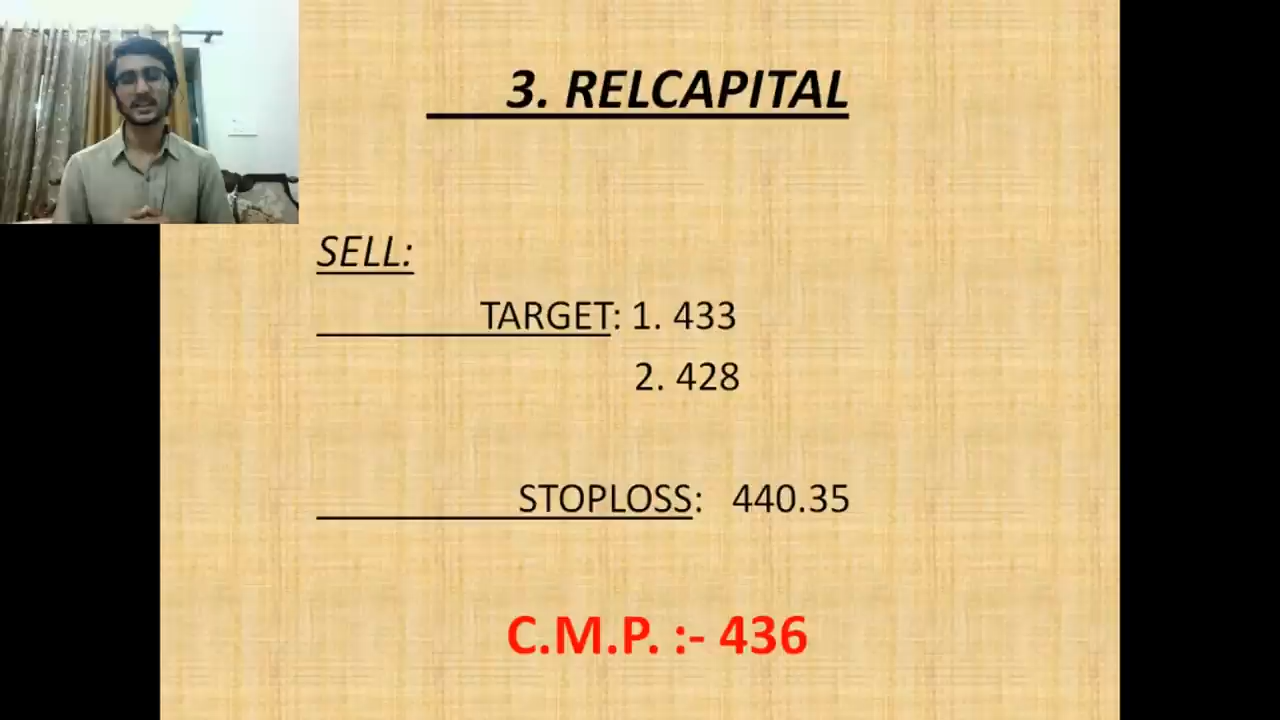 3. RELCAPITAL
SELL:
TARGET: 1. 433
2. 428
STOPLOSS: 440.35
C.M.P. :- 436